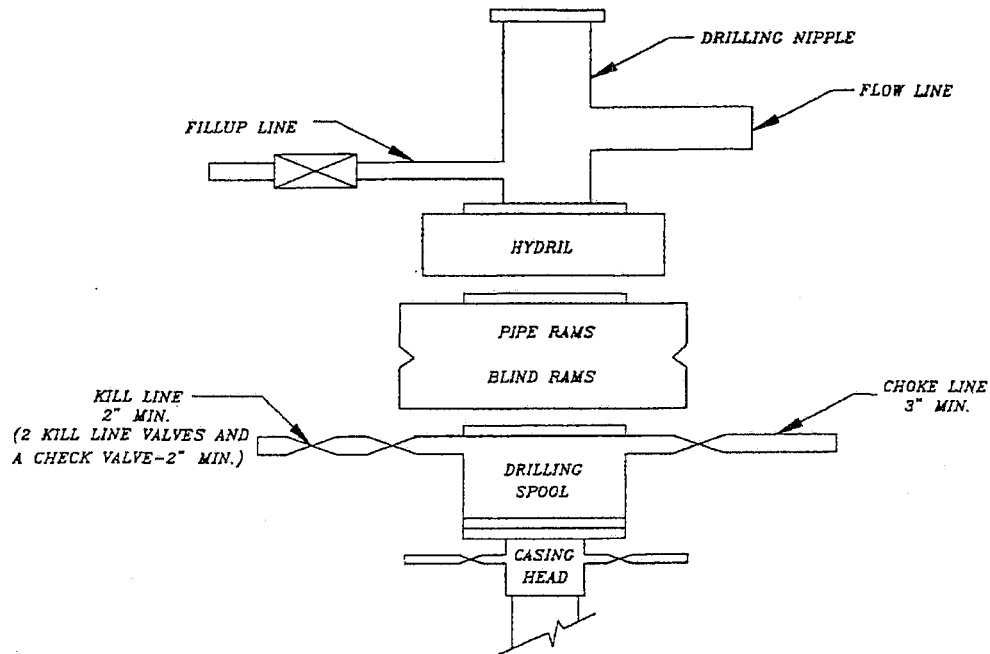 DRILLING NIPPLE
FLOW LINE
FILLUP LINE
HYDRIL
PIPE RAMS
BLIND RAMS
KILL LINE
2" MIN.
(2 KILL LINE VALVES AND
A CHECK VALVE-2" MIN.)
CHOKE LINE
3" MIN.
DRILLING
SPOOL
CASING
HEAD